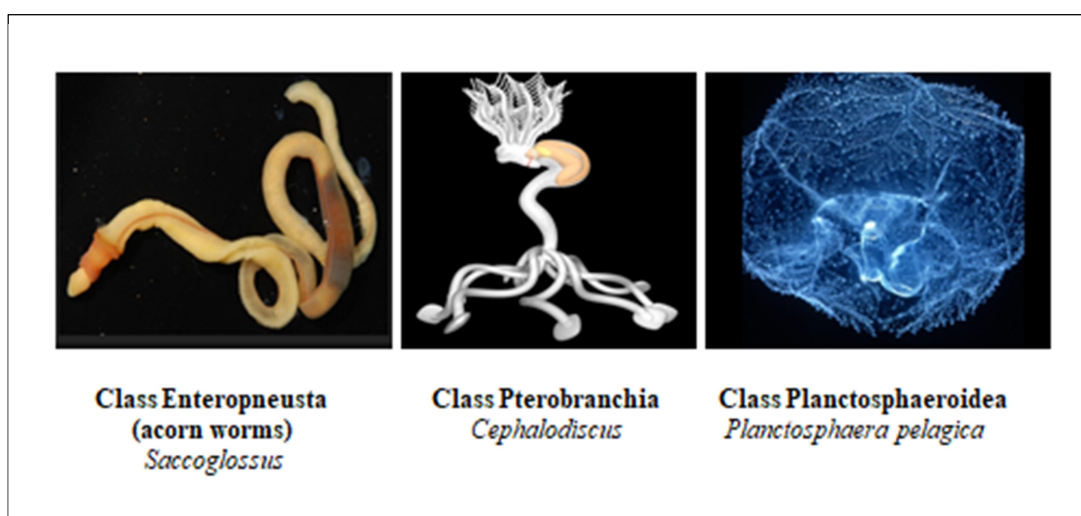 Class Enteropneusta
(acorn worms)
Saccoglossus
Class Pterobranchia
Cephalodiscus
Class Planctosphaeroidea
Planctosphaera pelagica